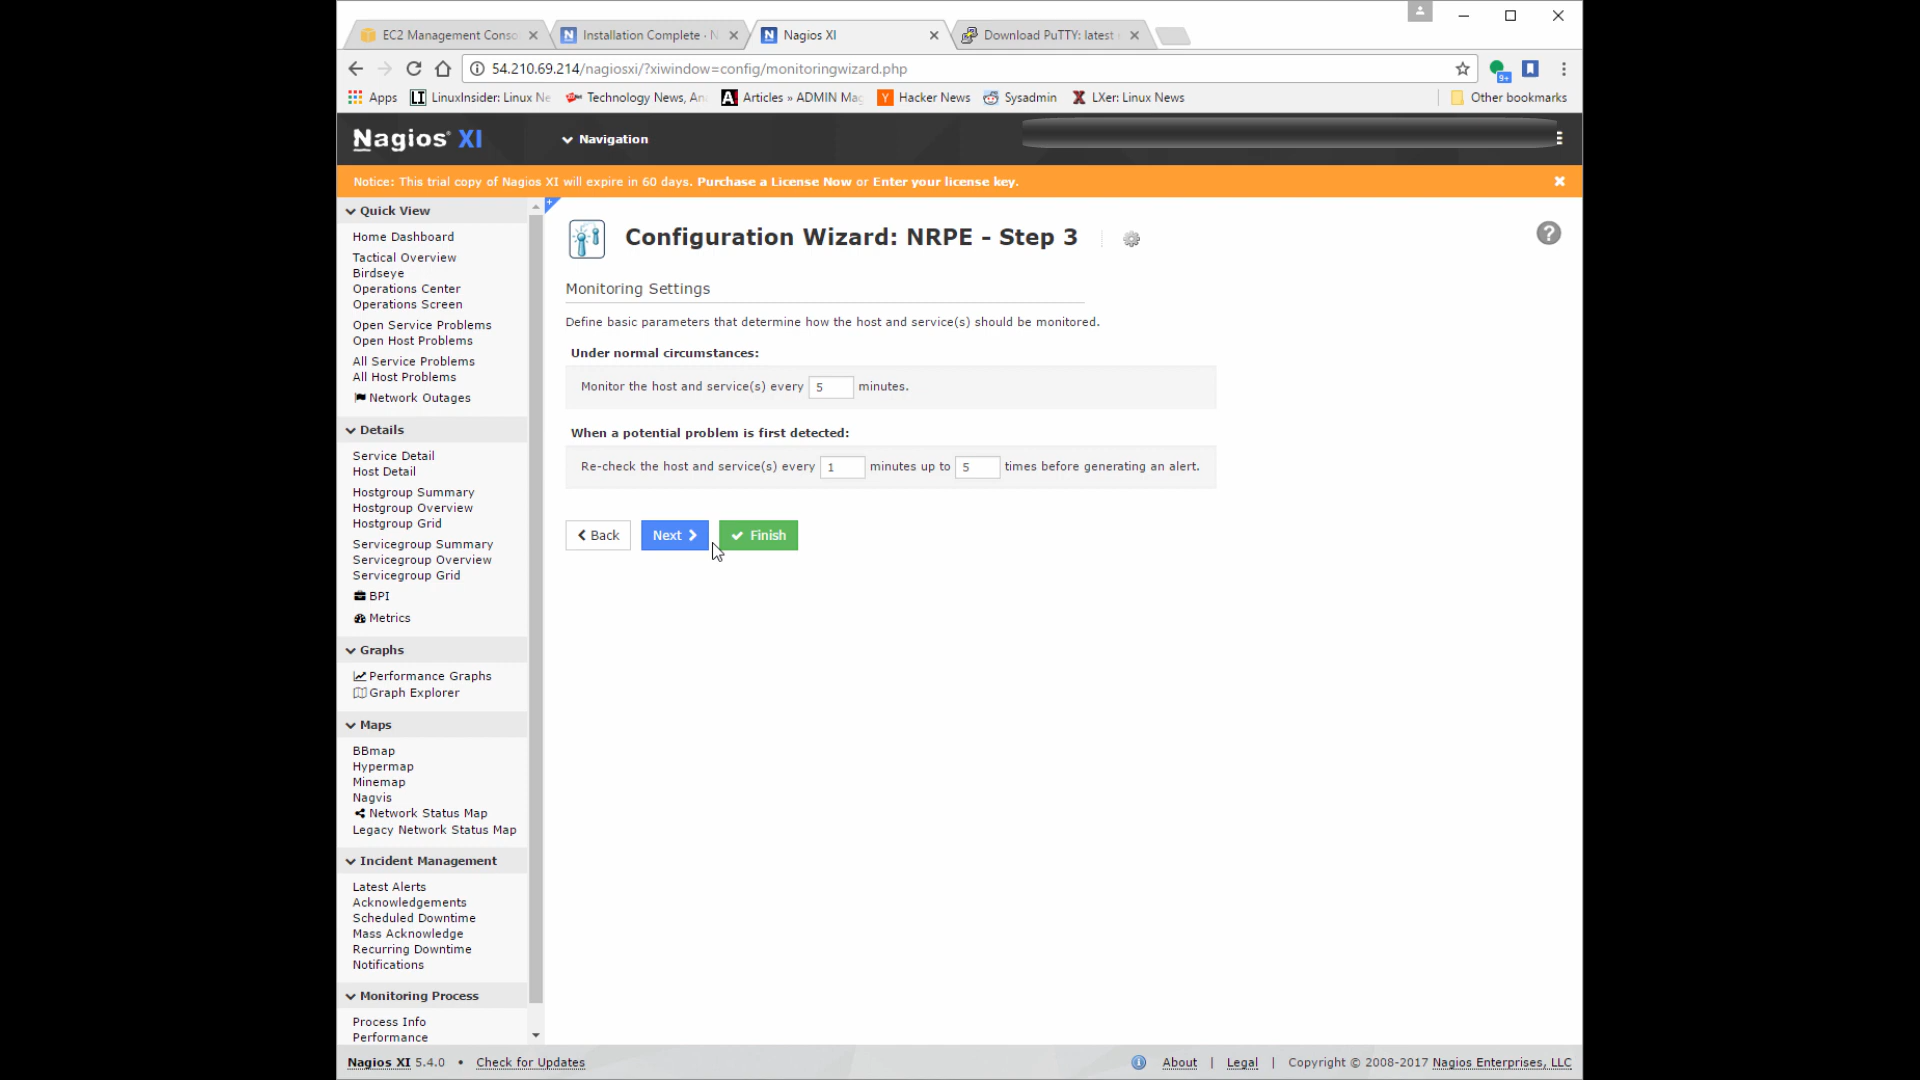 EC2 Management Conso
Installation Complete · N
Nagios XI
Download PuTTY: latest
54.210.69.214/nagiosxi/?xiwindow=config/monitoringwizard.php
9+
Apps
LinuxInsider: Linux Ne
Technology News, An
Articles » ADMIN Mag
Hacker News
Sysadmin
LXer: Linux News
Other bookmarks
Nagios® XI
Navigation
Notice: This trial copy of Nagios XI will expire in 60 days. Purchase a License Now or Enter your license key.
Quick View
Home Dashboard
Tactical Overview
Birdseye
Operations Center
Operations Screen
Open Service Problems
Open Host Problems
All Service Problems
All Host Problems
Network Outages
Details
Service Detail
Host Detail
Hostgroup Summary
Hostgroup Overview
Hostgroup Grid
Servicegroup Summary
Servicegroup Overview
Servicegroup Grid
BPI
Metrics
Graphs
Performance Graphs
Graph Explorer
Maps
BBmap
Hypermap
Minemap
Nagvis
Network Status Map
Legacy Network Status Map
Incident Management
Latest Alerts
Acknowledgements
Scheduled Downtime
Mass Acknowledge
Recurring Downtime
Notifications
Monitoring Process
Process Info
Performance
Configuration Wizard: NRPE - Step 3
Monitoring Settings
Define basic parameters that determine how the host and service(s) should be monitored.
Under normal circumstances:
Monitor the host and service(s) every 5 minutes.
When a potential problem is first detected:
Re-check the host and service(s) every 1 minutes up to 5 times before generating an alert.
Back
Next
Finish
Nagios XI 5.4.0 • Check for Updates
About | Legal | Copyright © 2008-2017 Nagios Enterprises, LLC